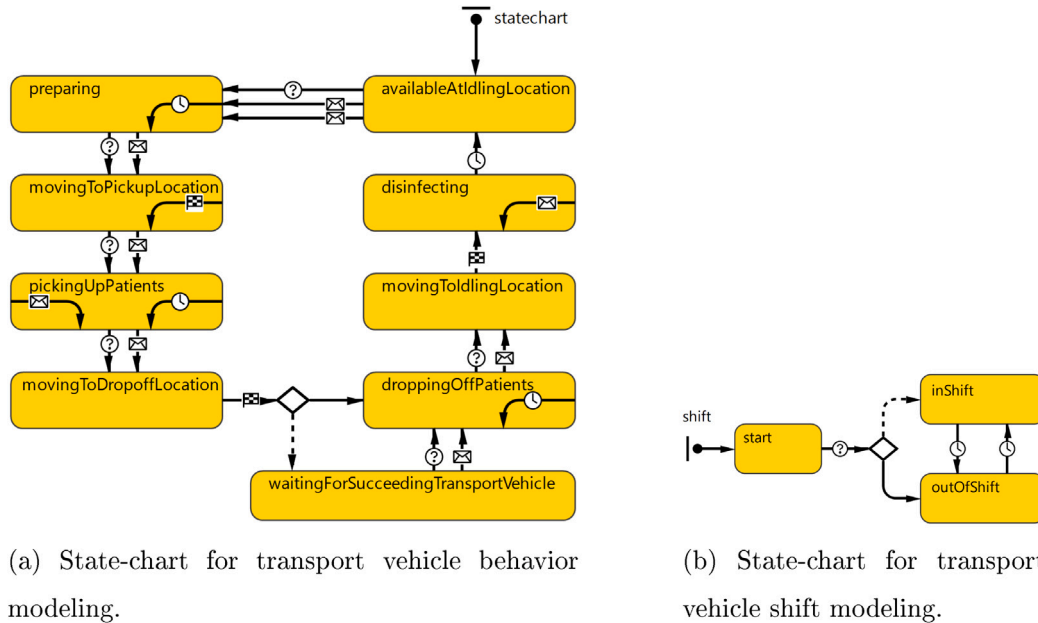 statechart
preparing
availableAtIdlingLocation
movingToPickupLocation
disinfecting
pickingUpPatients
movingToIdlingLocation
movingToDropoffLocation
droppingOffPatients
waitingForSucceedingTransportVehicle
shift
start
inShift
outOfShift
(a) State-chart for transport vehicle behavior
modeling.
(b) State-chart for transport
vehicle shift modeling.